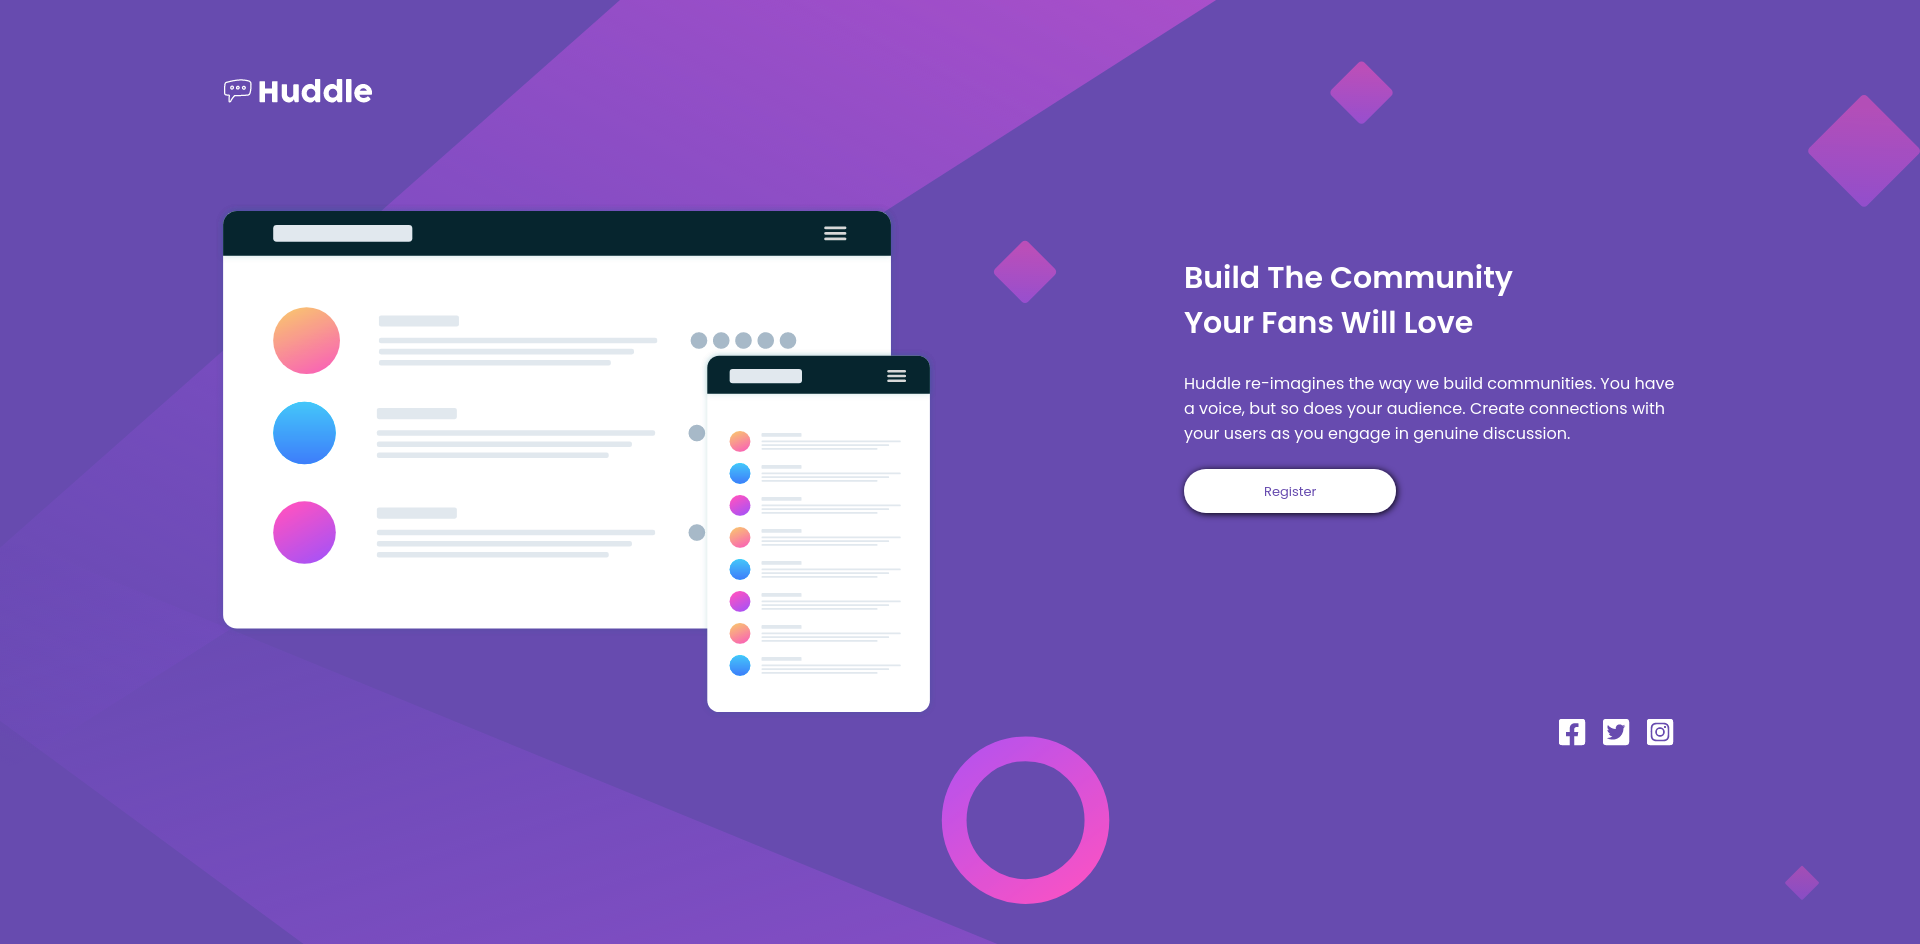 Huddle
Build The Community
Your Fans Will Love
Huddle re-imagines the way we build communities. You have
a voice, but so does your audience. Create connections with
your users as you engage in genuine discussion.
Register